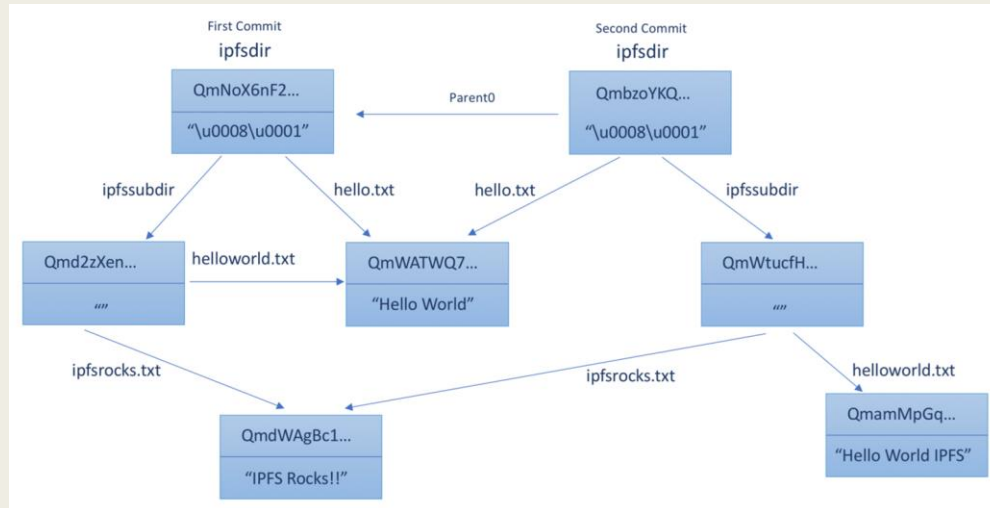 First Commit
ipfsdir
Second Commit
ipfsdir
QmNoX6nF2...
“\u0008\u0001”
Parent0
QmbzoYKQ...
“\u0008\u0001”
ipfssubdir
hello.txt
hello.txt
ipfssubdir
Qmd2zXen...
“”
helloworld.txt
QmWATWQ7...
“Hello World”
QmWtucfH...
“”
ipfsrocks.txt
ipfsrocks.txt
helloworld.txt
QmdWAgBc1...
“IPFS Rocks!!”
QmamMpGq...
“Hello World IPFS”